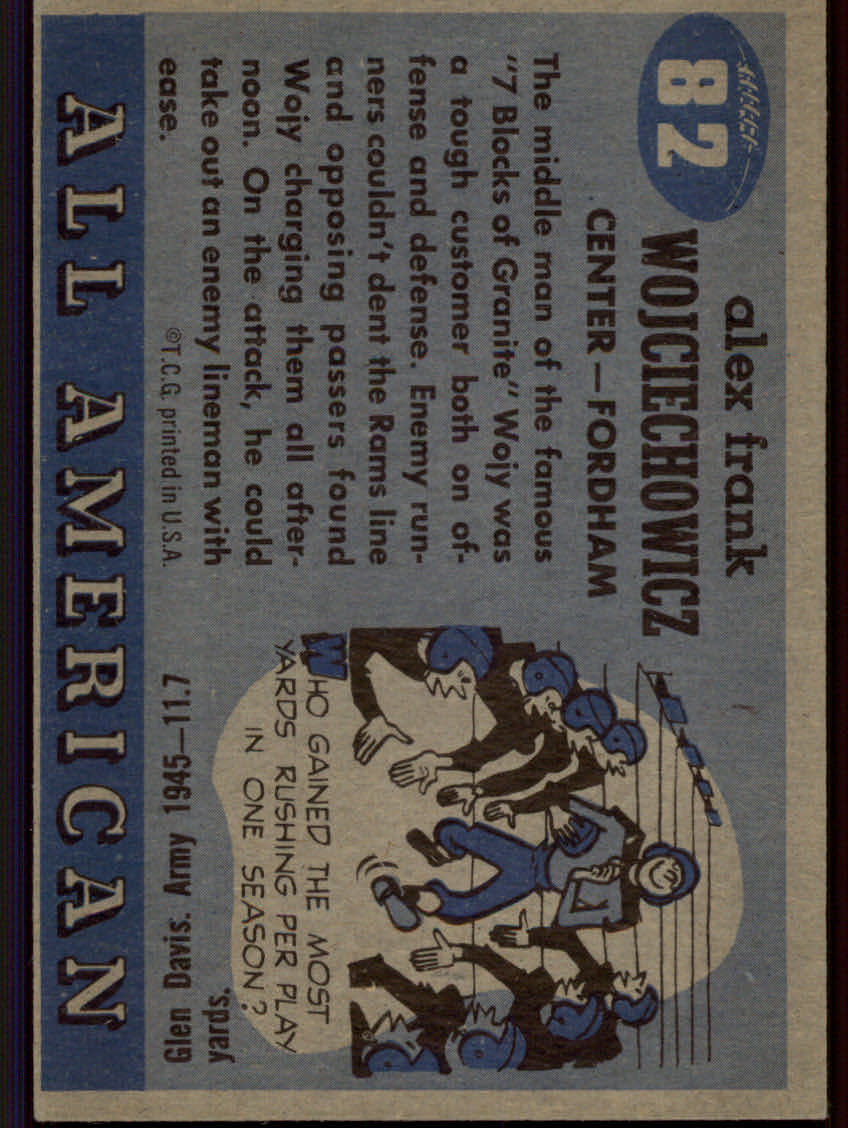 82
alex frank
WOJCIECHOWICZ
CENTER—FORDHAM
The middle man of the famous
"7 Blocks of Granite" Wojy was
a tough customer both on of-
fense and defense. Enemy run-
ners couldn't dent the Rams line
and opposing passers found
Wojy charging them all after-
noon. On the attack, he could
take out an enemy lineman with
ease.
©T.C.G. printed in U.S.A.
WHO GAINED THE MOST
YARDS RUSHING PER PLAY
IN ONE SEASON?
Glen Davis. Army 1945—11.7
yards.
ALL AMERICAN